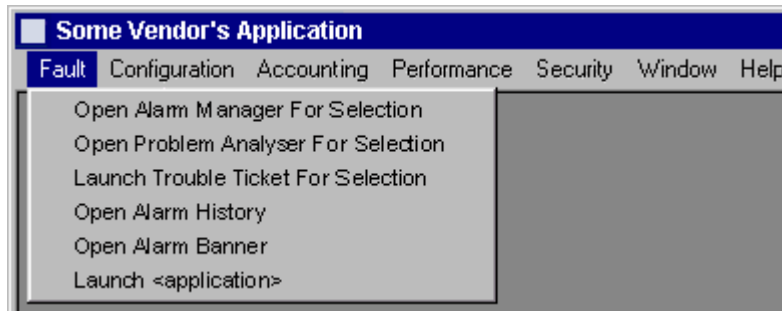 Some Vendor's Application
Fault Configuration Accounting Performance Security Window Help
Open Alarm Manager For Selection
Open Problem Analyser For Selection
Launch Trouble Ticket For Selection
Open Alarm History
Open Alarm Banner
Launch <application>